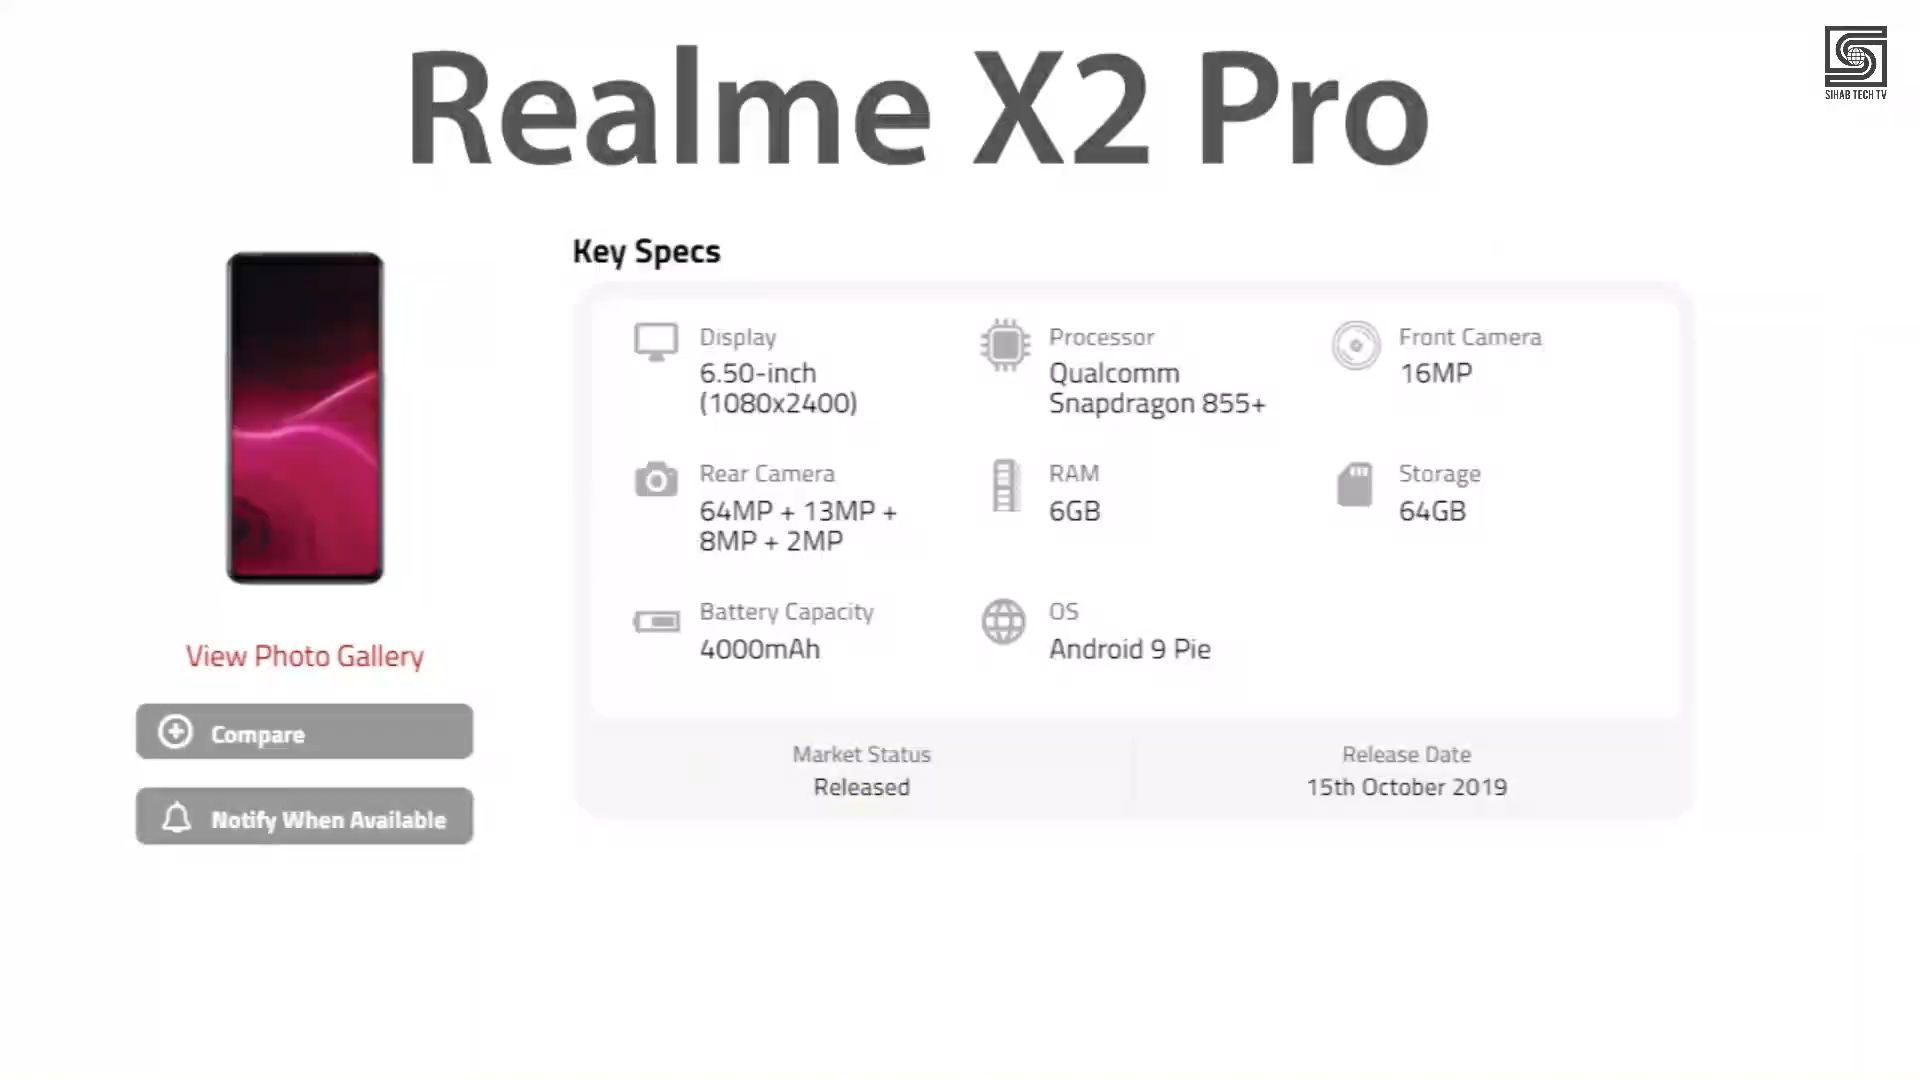 Realme X2 Pro
SIHAB TECH TV
Key Specs
Display
6.50-inch
(1080x2400)
Processor
Qualcomm
Snapdragon 855+
Front Camera
16MP
Rear Camera
64MP + 13MP +
8MP + 2MP
RAM
6GB
Storage
64GB
Battery Capacity
4000mAh
OS
Android 9 Pie
View Photo Gallery
Compare
Notify When Available
Market Status
Released
Release Date
15th October 2019